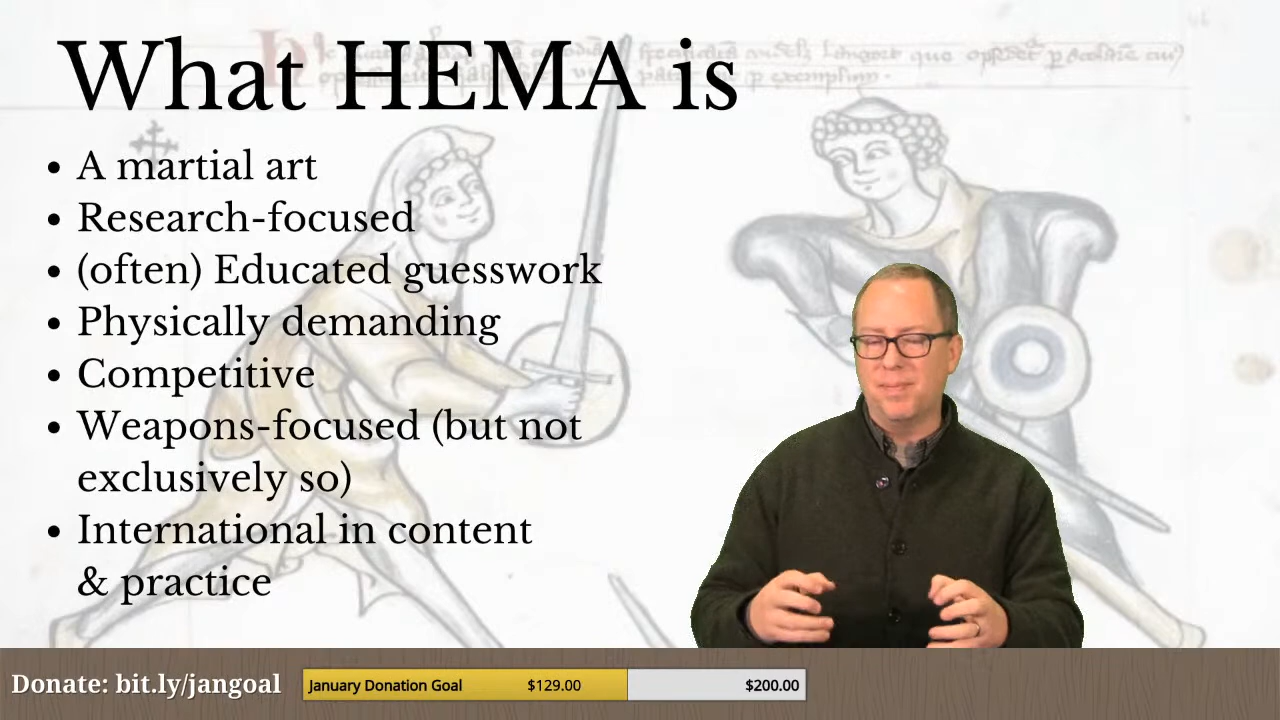 What HEMA is
• A martial art
• Research-focused
• (often) Educated guesswork
• Physically demanding
• Competitive
• Weapons-focused (but not
exclusively so)
• International in content
& practice
Donate: bit.ly/jangoal
January Donation Goal $129.00 $200.00